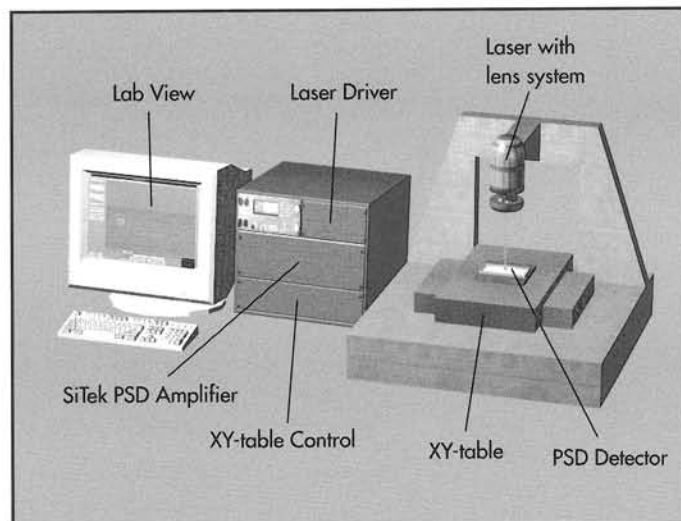 Laser with
lens system
Lab View
Laser Driver
SiTek PSD Amplifier
XY-table Control
XY-table
PSD Detector